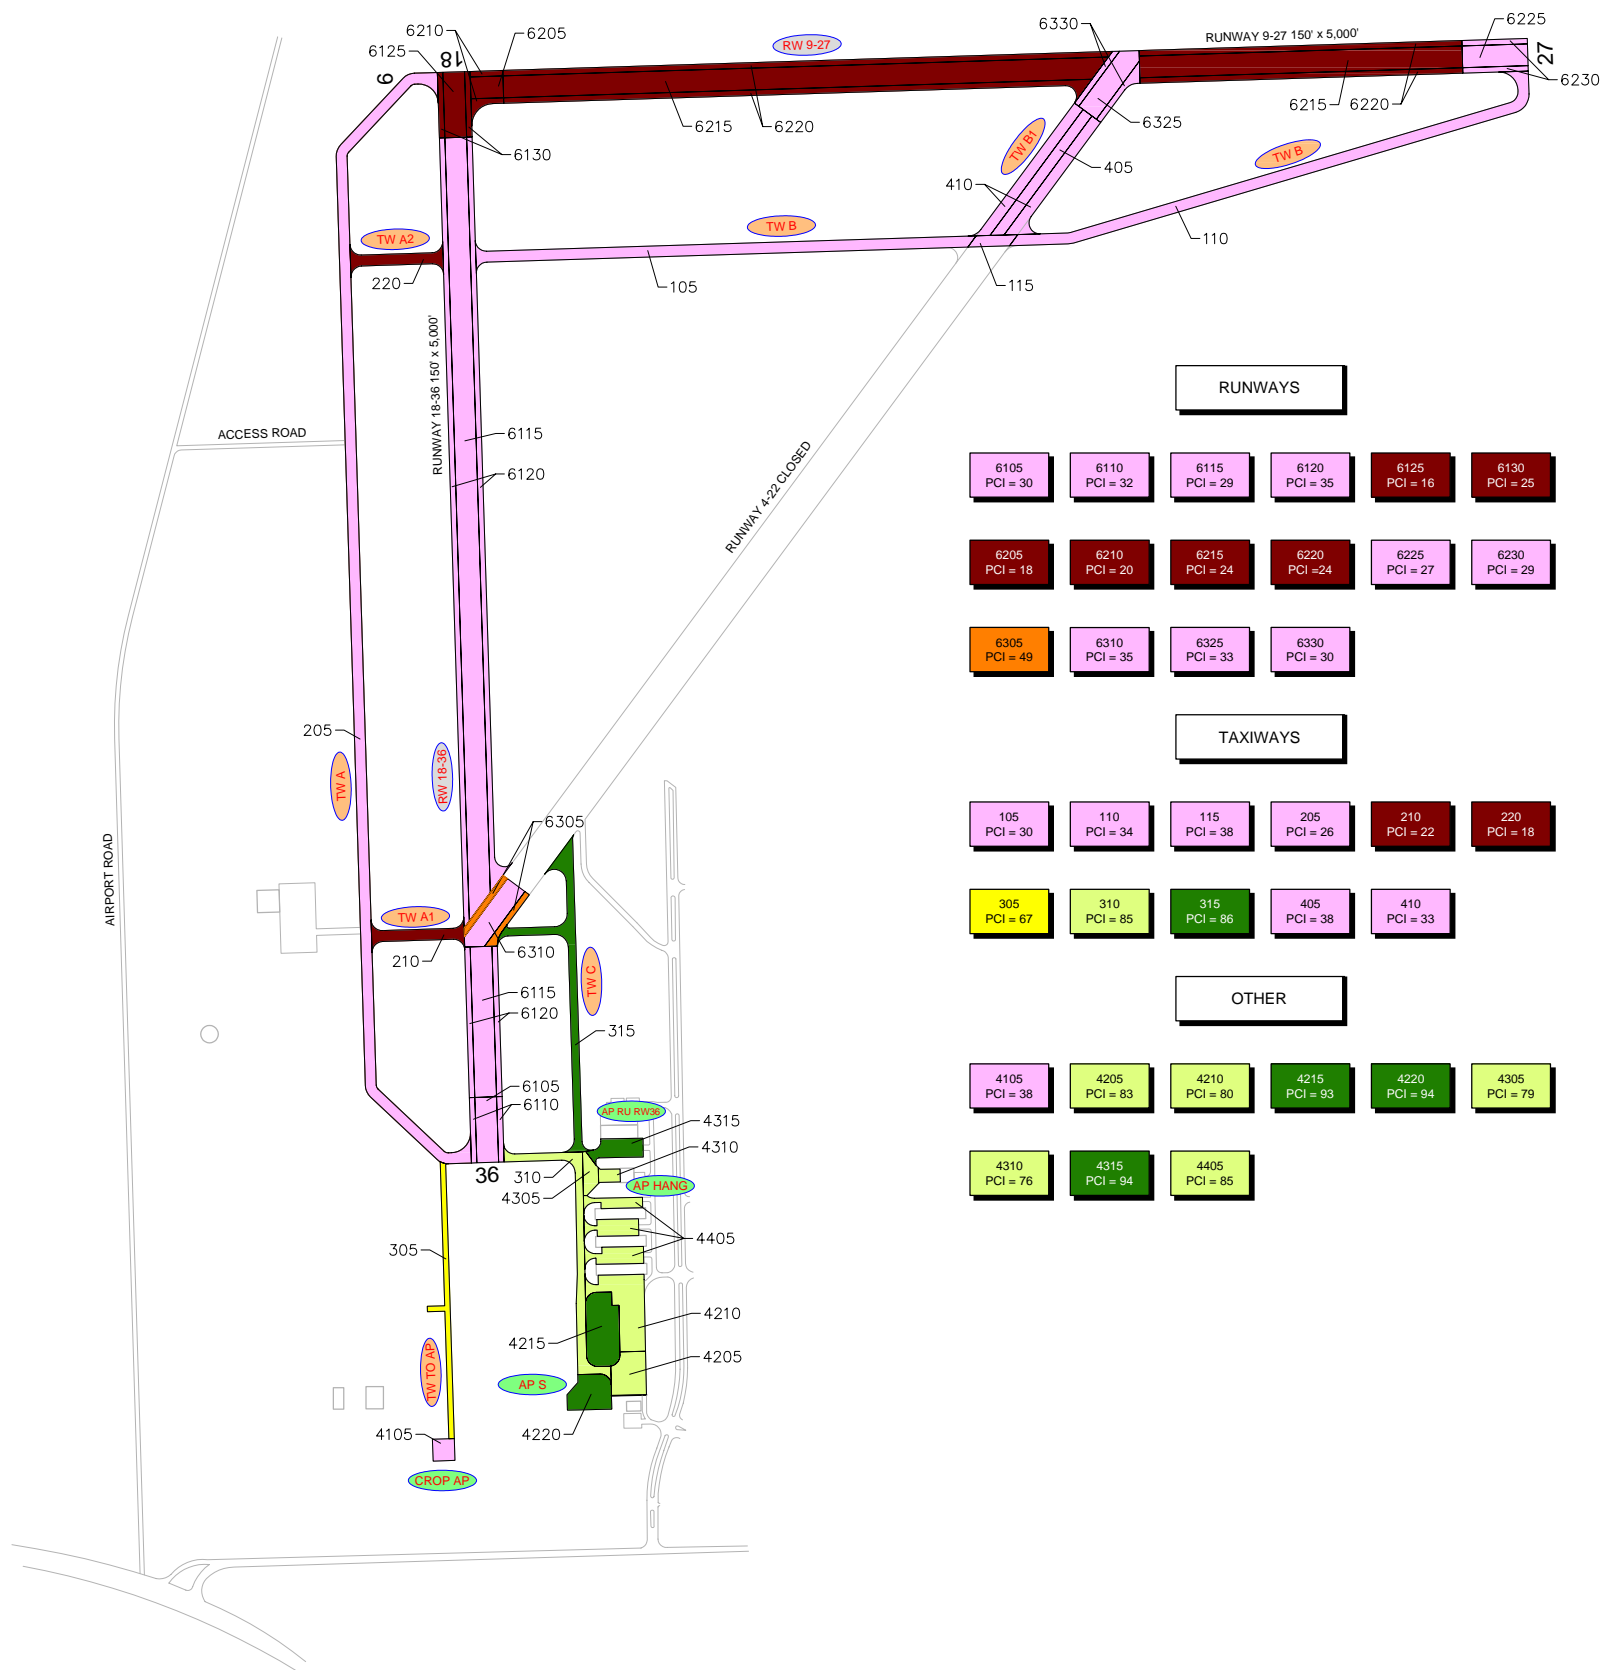 6225
6330
6210
6205
RW 9-27
RUNWAY 9-27 150' x 5,000'
6125
18
27
9
6230
6215
6220
6215
6220
6325
6130
TW B1
405
TW B
410
TW A2
TW B
110
220
105
115
RUNWAY 18-36 150' x 5,000'
RUNWAYS
ACCESS ROAD
6115
6120
RUNWAY 4-22 CLOSED
6105
PCI = 30
6110
PCI = 32
6115
PCI = 29
6120
PCI = 35
6125
PCI = 16
6130
PCI = 25
6205
PCI = 18
6210
PCI = 20
6215
PCI = 24
6220
PCI =24
6225
PCI = 27
6230
PCI = 29
6305
PCI = 49
6310
PCI = 35
6325
PCI = 33
6330
PCI = 30
205
TW A
RW 18-36
TAXIWAYS
6305
AIRPORT ROAD
105
PCI = 30
110
PCI = 34
115
PCI = 38
205
PCI = 26
210
PCI = 22
220
PCI = 18
305
PCI = 67
310
PCI = 85
315
PCI = 86
405
PCI = 38
410
PCI = 33
TW A1
210
6310
TW C
6115
6120
315
OTHER
6105
6110
AP RU RW36
4315
4310
4105
PCI = 38
4205
PCI = 83
4210
PCI = 80
4215
PCI = 93
4220
PCI = 94
4305
PCI = 79
4310
PCI = 76
4315
PCI = 94
4405
PCI = 85
36
310
4305
AP HANG
305
4405
4210
4215
4205
TW TO AP
AP S
4105
4220
CROP AP